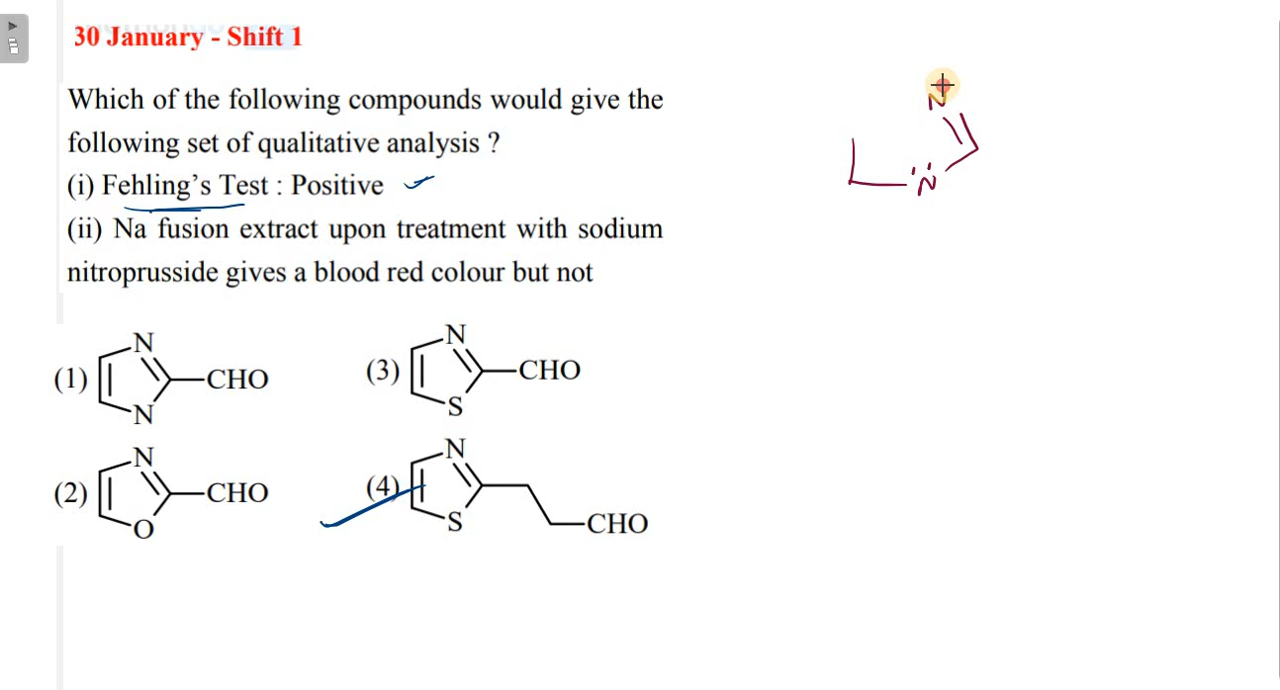 30 January - Shift 1
Which of the following compounds would give the
following set of qualitative analysis ?
(i) Fehling's Test : Positive
(ii) Na fusion extract upon treatment with sodium
nitroprusside gives a blood red colour but not
N
N
(1) N CHO
N
(3) N CHO
S
(2) N CHO
O
(4) N
S CHO